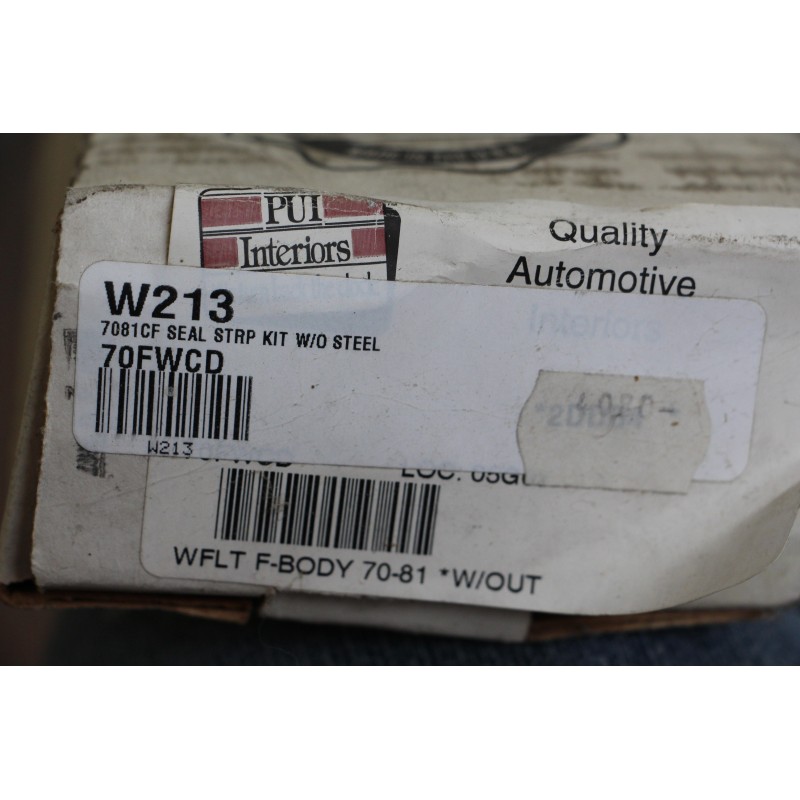 PUI
Interiors
Quality
Automotive
Interiors
W213
7081CF SEAL STRP KIT W/O STEEL
70FWCD
W213
WFLT F-BODY 70-81 *W/OUT